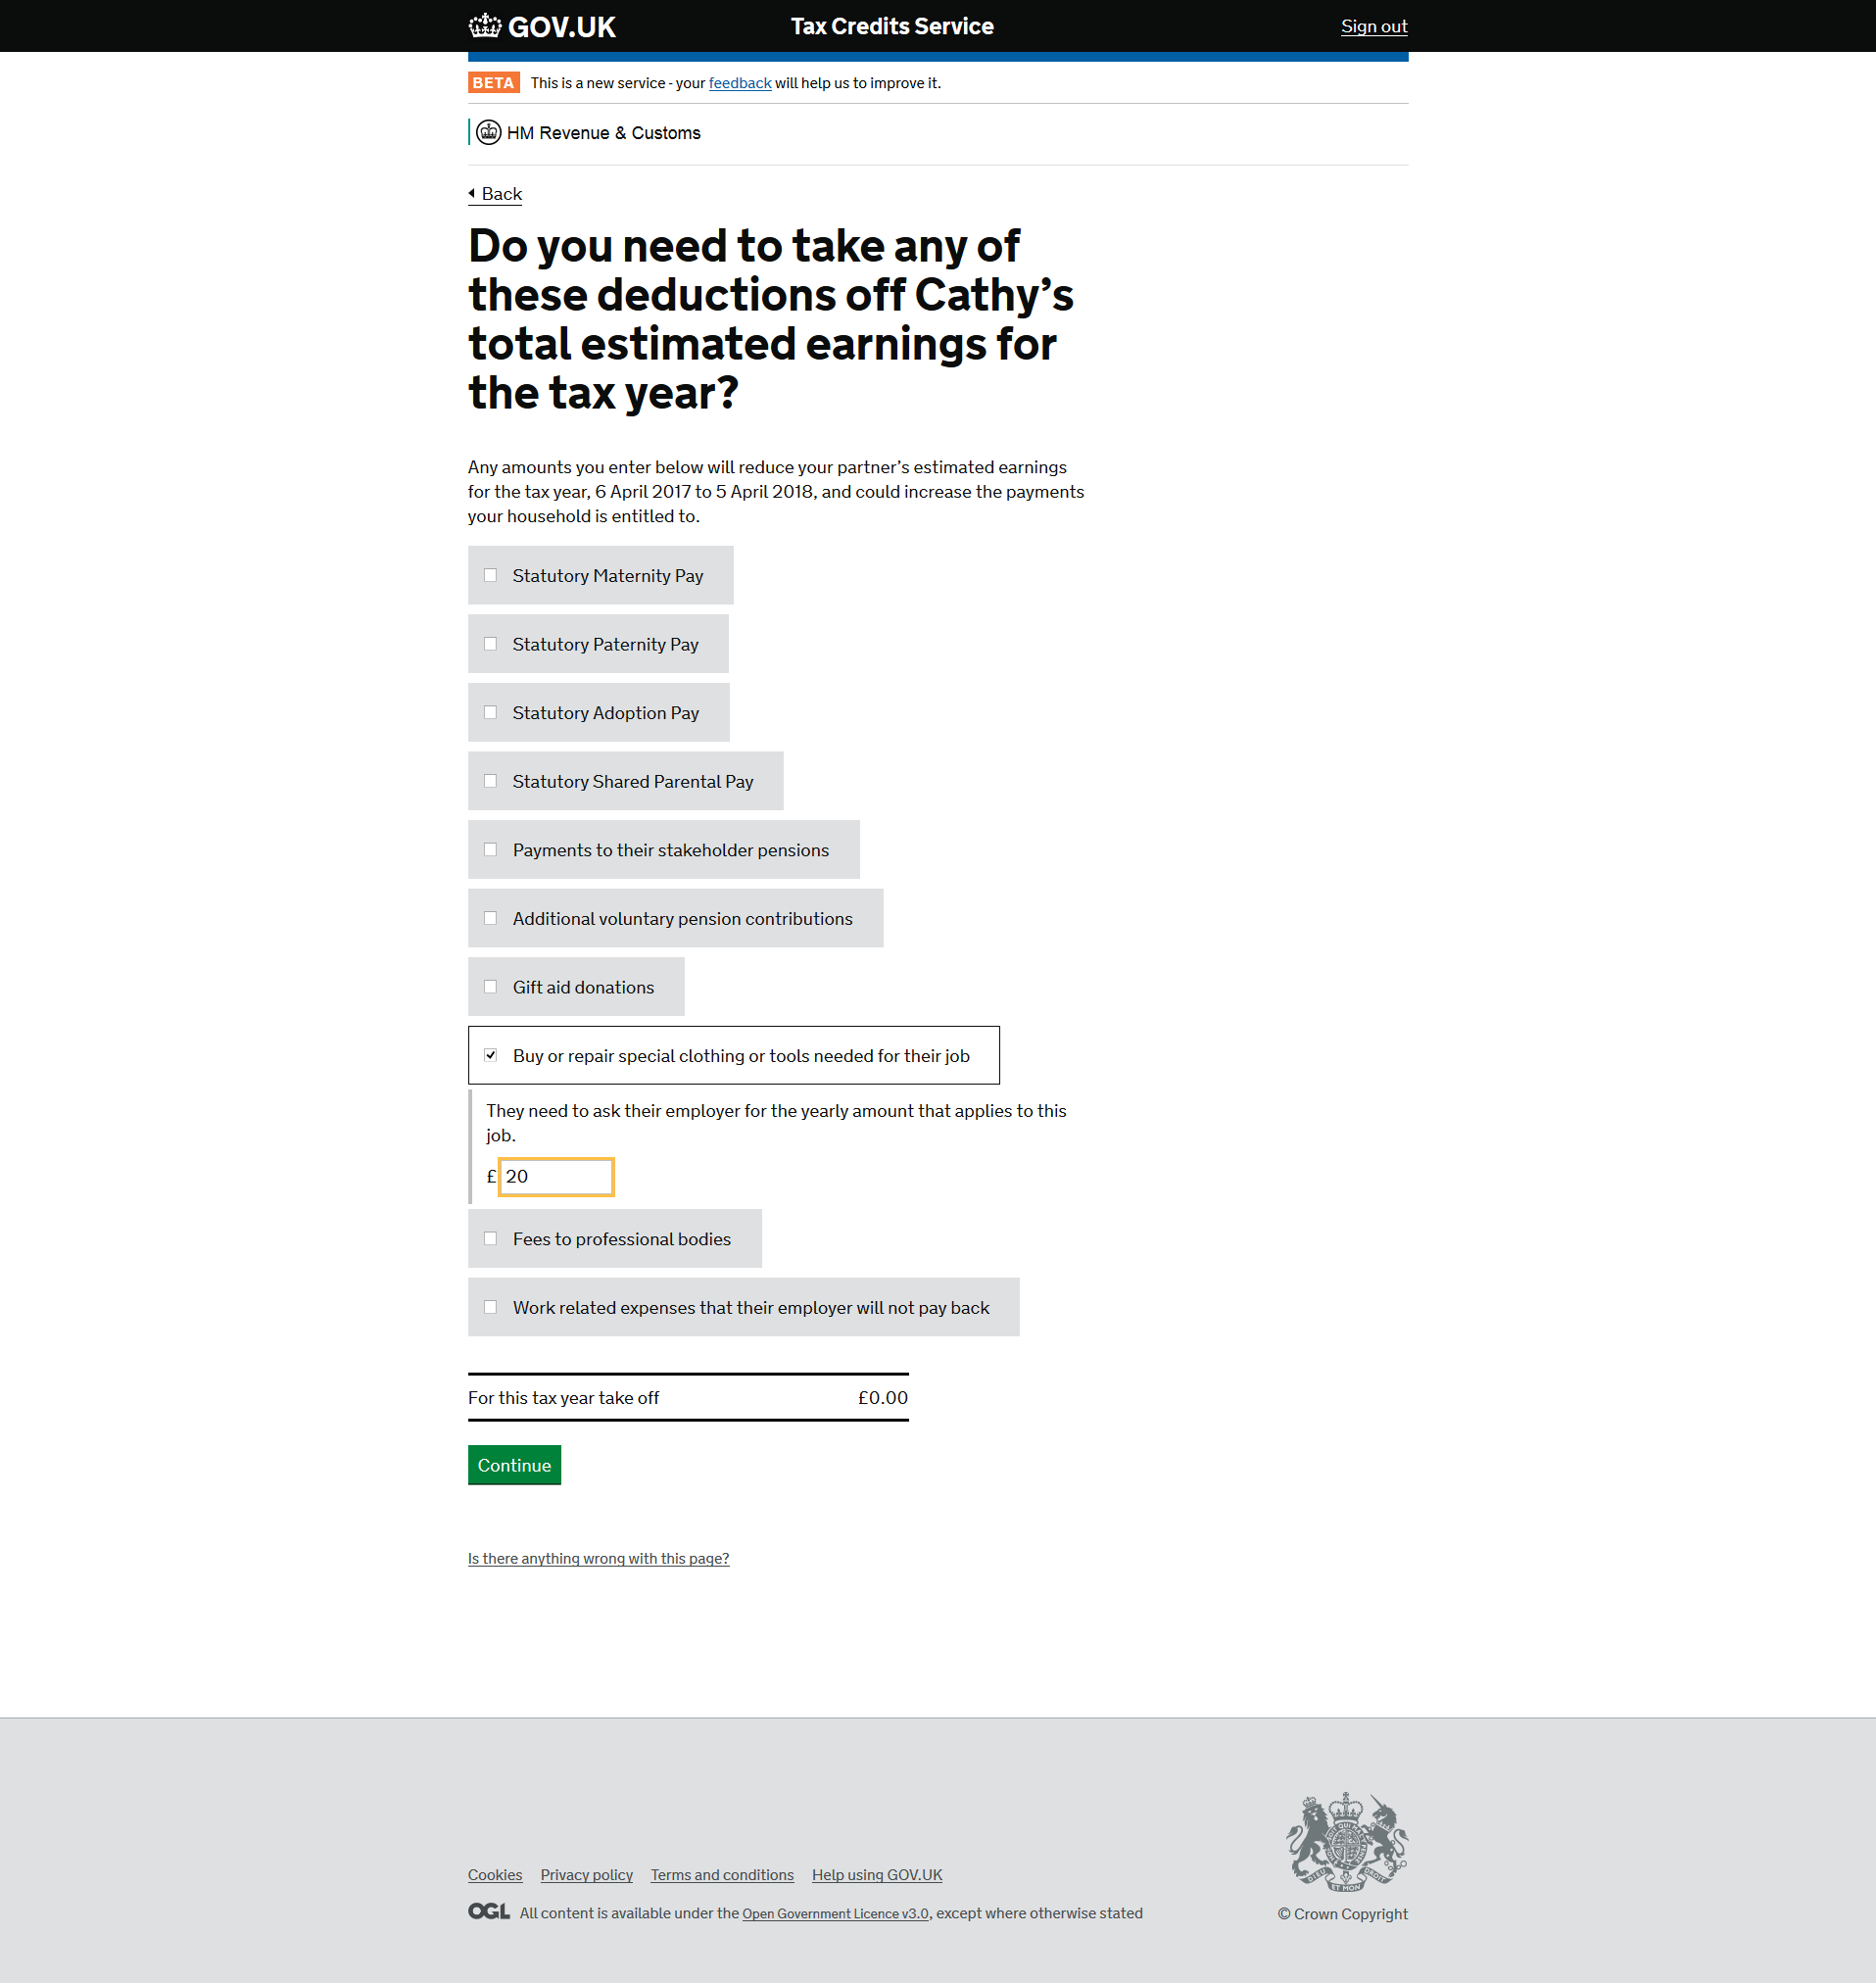 GOV.UK
Tax Credits Service
Sign out
BETA This is a new service - your feedback will help us to improve it.
HM Revenue & Customs
Back
Do you need to take any of
these deductions off Cathy’s
total estimated earnings for
the tax year?
Any amounts you enter below will reduce your partner’s estimated earnings
for the tax year, 6 April 2017 to 5 April 2018, and could increase the payments
your household is entitled to.
Statutory Maternity Pay
Statutory Paternity Pay
Statutory Adoption Pay
Statutory Shared Parental Pay
Payments to their stakeholder pensions
Additional voluntary pension contributions
Gift aid donations
Buy or repair special clothing or tools needed for their job
They need to ask their employer for the yearly amount that applies to this
job.
£ 20
Fees to professional bodies
Work related expenses that their employer will not pay back
For this tax year take off £0.00
Continue
Is there anything wrong with this page?
Cookies Privacy policy Terms and conditions Help using GOV.UK
OGL All content is available under the Open Government Licence v3.0, except where otherwise stated
© Crown Copyright